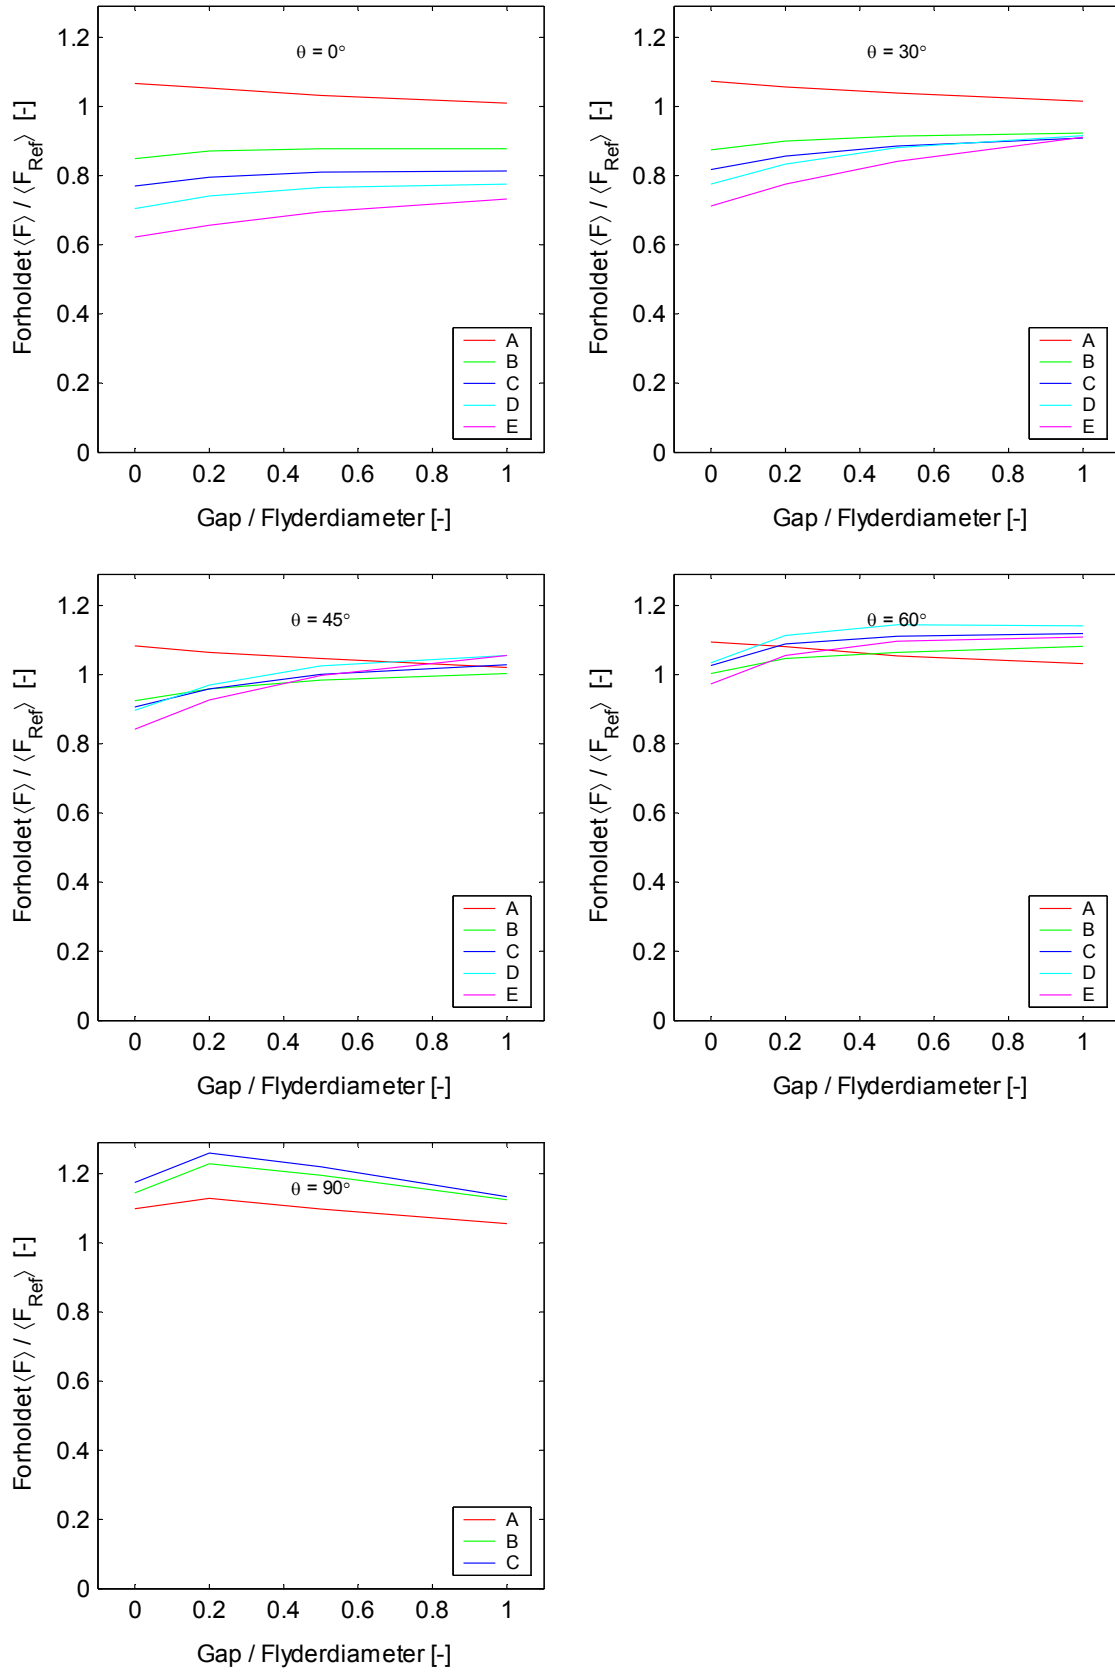 1.2
1
0.8
0.6
0.4
0.2
0
Forholdet ⟨F⟩ / ⟨F_Ref⟩ [-]
θ = 0°
A
B
C
D
E
0 0.2 0.4 0.6 0.8 1
Gap / Flyderdiameter [-]
1.2
1
0.8
0.6
0.4
0.2
0
Forholdet ⟨F⟩ / ⟨F_Ref⟩ [-]
θ = 30°
A
B
C
D
E
0 0.2 0.4 0.6 0.8 1
Gap / Flyderdiameter [-]
1.2
1
0.8
0.6
0.4
0.2
0
Forholdet ⟨F⟩ / ⟨F_Ref⟩ [-]
θ = 45°
A
B
C
D
E
0 0.2 0.4 0.6 0.8 1
Gap / Flyderdiameter [-]
1.2
1
0.8
0.6
0.4
0.2
0
Forholdet ⟨F⟩ / ⟨F_Ref⟩ [-]
θ = 60°
A
B
C
D
E
0 0.2 0.4 0.6 0.8 1
Gap / Flyderdiameter [-]
1.2
1
0.8
0.6
0.4
0.2
0
Forholdet ⟨F⟩ / ⟨F_Ref⟩ [-]
θ = 90°
A
B
C
0 0.2 0.4 0.6 0.8 1
Gap / Flyderdiameter [-]